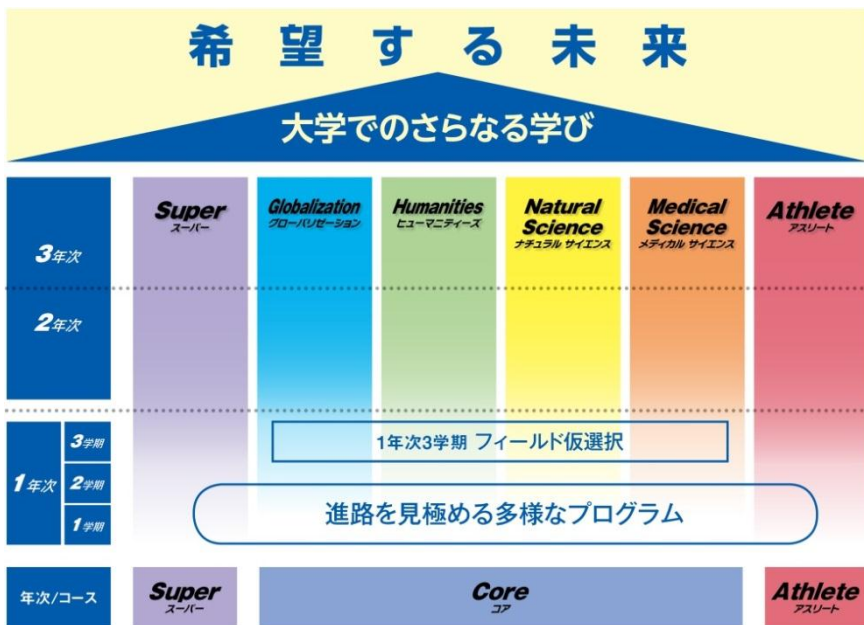 希望する未来
大学でのさらなる学び
3年次
2年次
Super
スーパー
Globalization
グローバリゼーション
Humanities
ヒューマニティーズ
Natural
Science
ナチュラル サイエンス
Medical
Science
メディカル サイエンス
Athlete
アスリート
1年次
3学期
2学期
1学期
1年次3学期 フィールド仮選択
進路を見極める多様なプログラム
年次/コース
Super
スーパー
Core
コア
Athlete
アスリート